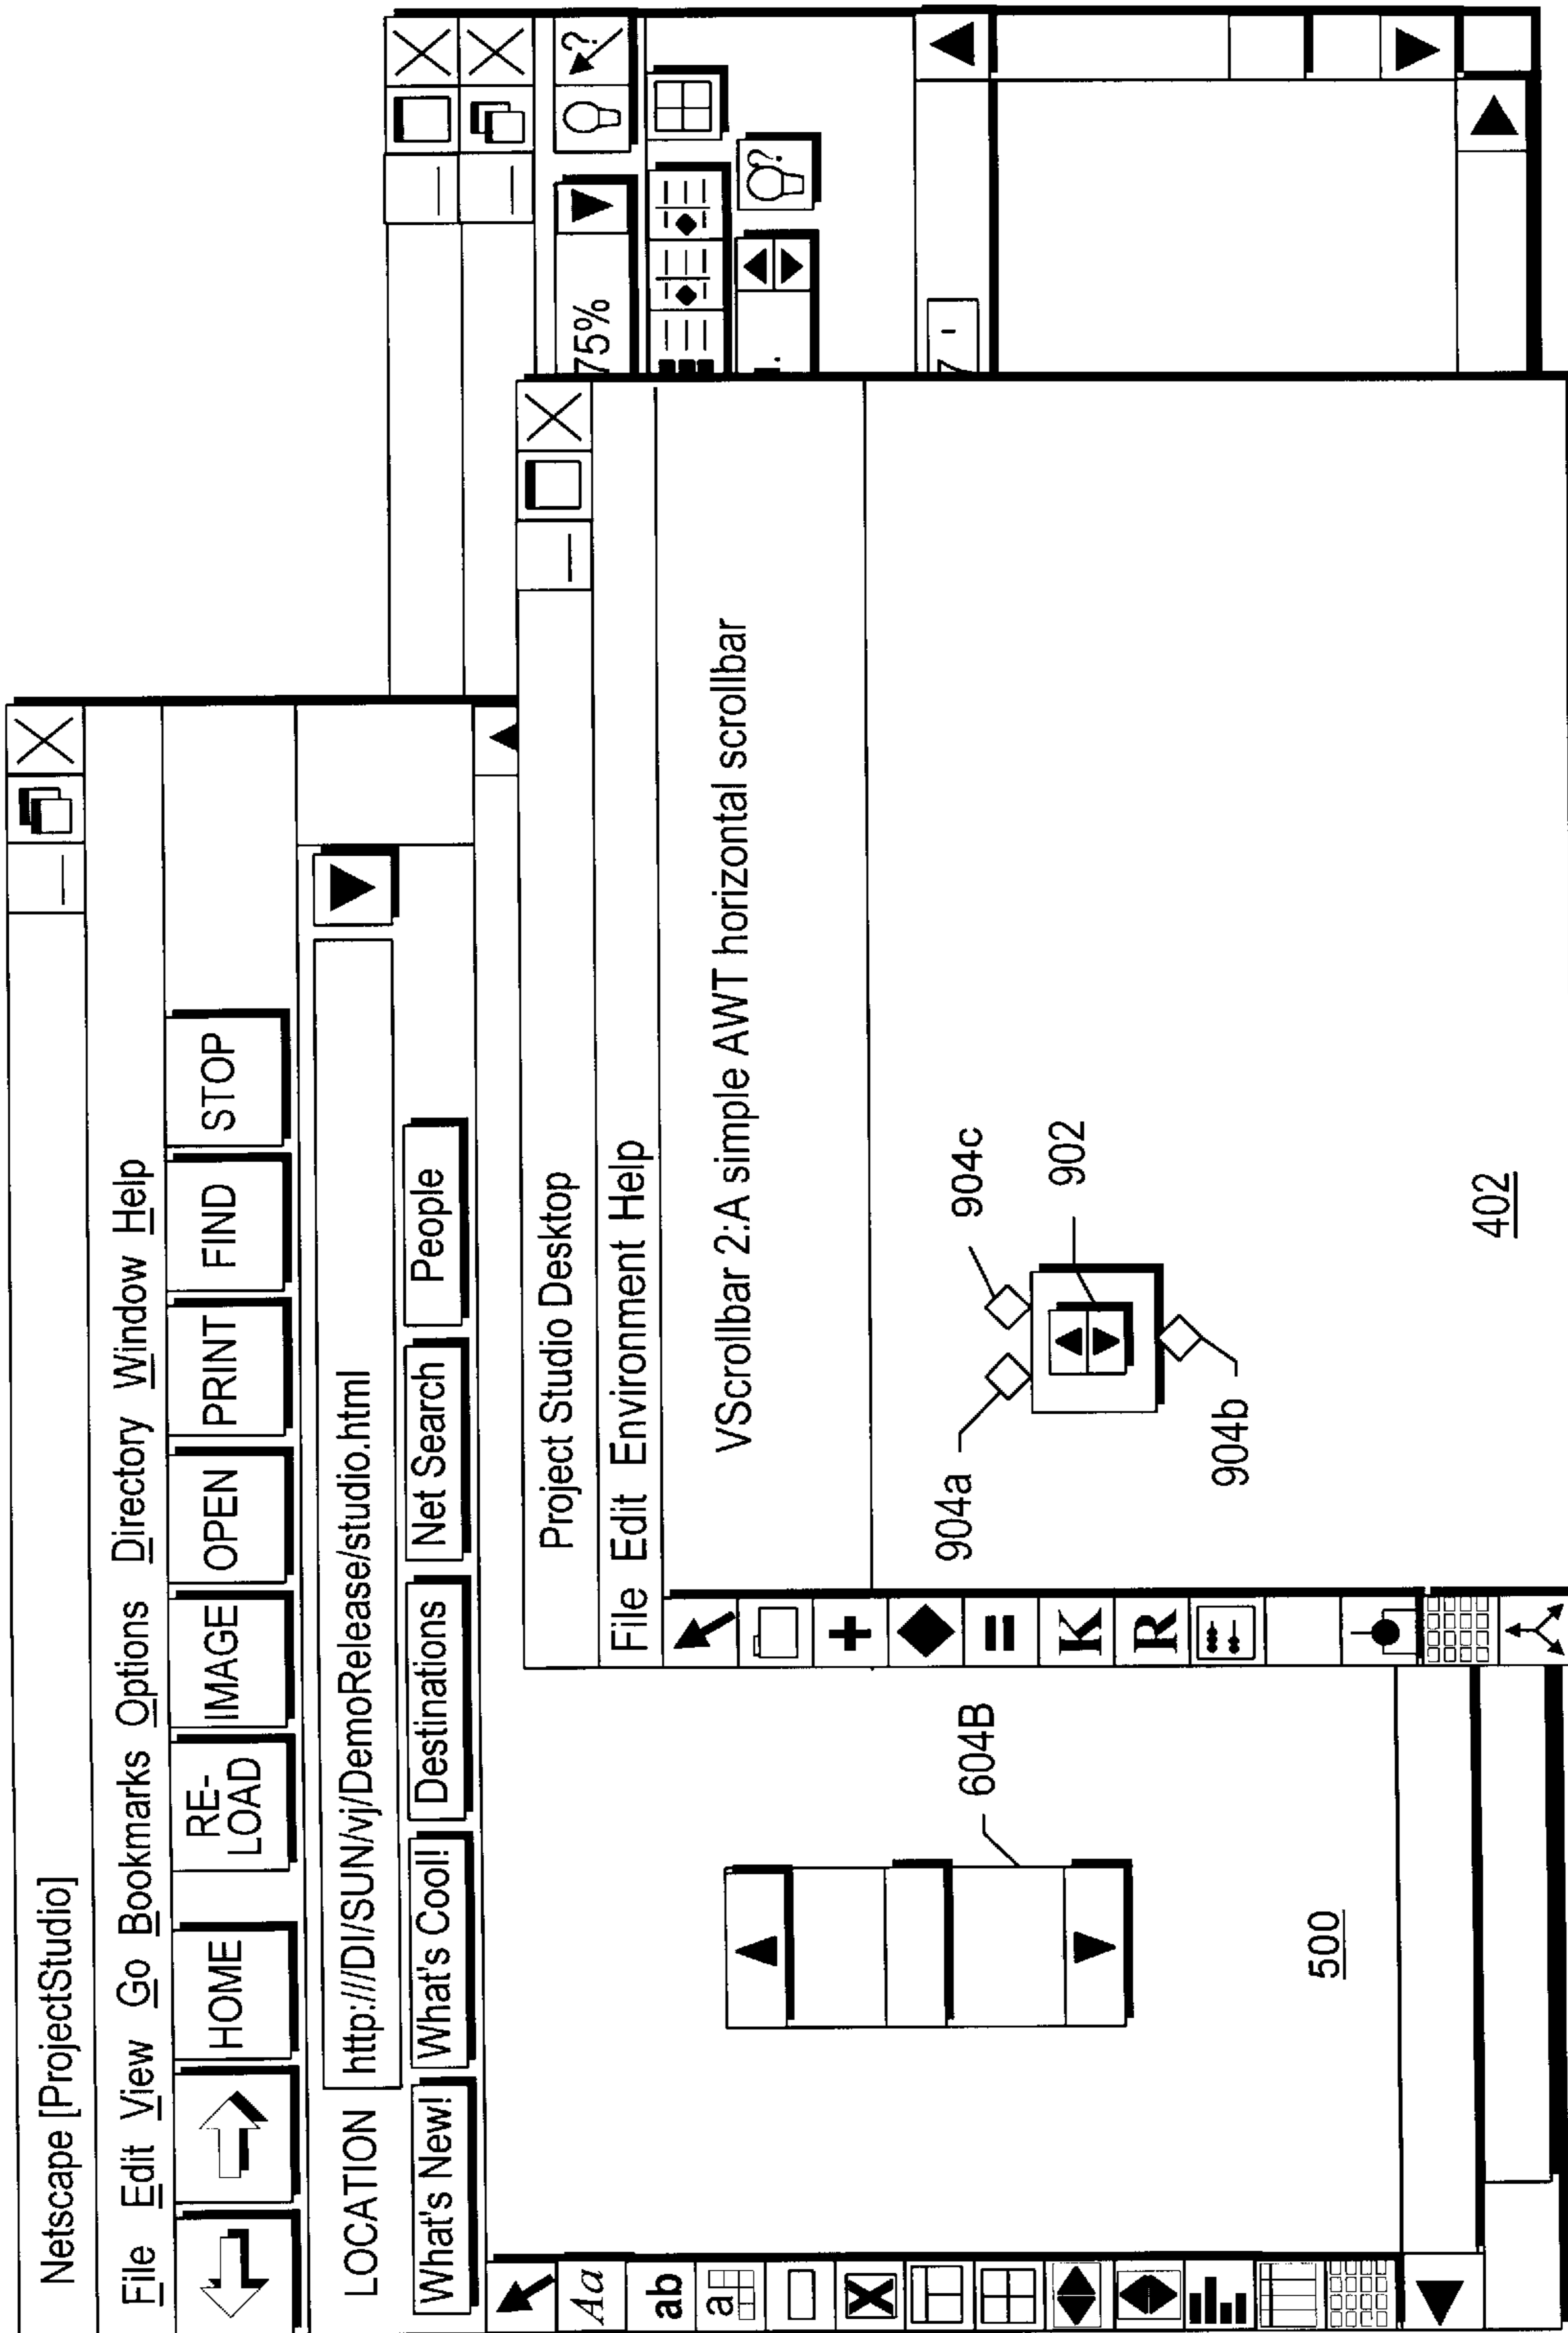 Netscape [ProjectStudio]
File Edit View Go Bookmarks Options Directory Window Help
HOME RE-LOAD IMAGE OPEN PRINT FIND STOP
LOCATION http:///DI/SUN/vj/DemoRelease/studio.html
What's New! What's Cool! Destinations Net Search People
75%
?
?
7
Project Studio Desktop
File Edit Environment Help
VScrollbar 2:A simple AWT horizontal scrollbar
Aa
ab
a
X
+
=
K
R
604B
904a
904c
902
904b
500
402